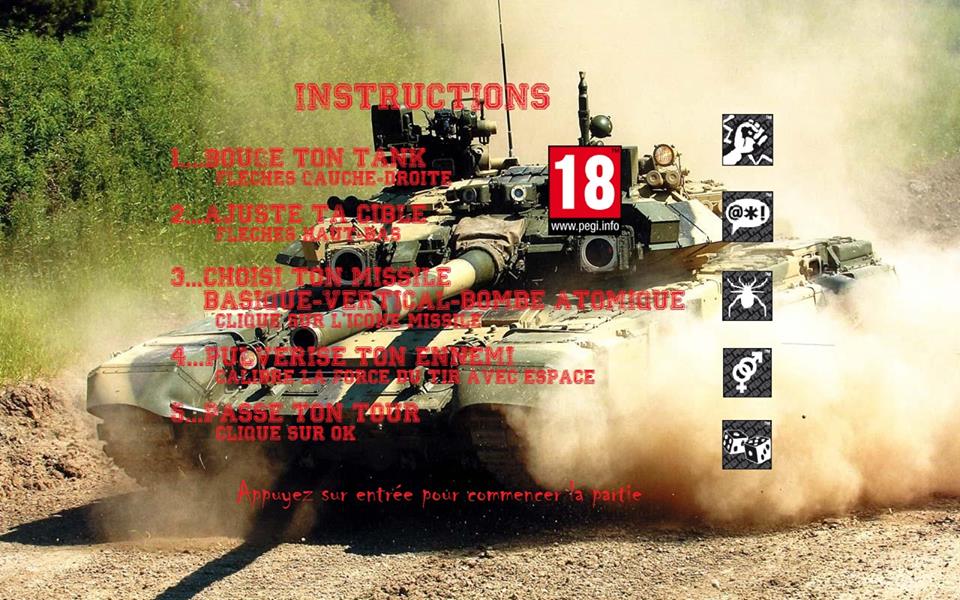 INSTRUCTIONS
1...BOUGE TON TANK
FLECHES GAUCHE-DROITE
2...AJUSTE TA CIBLE
FLECHES HAUT-BAS
3...CHOISI TON MISSILE
BASIQUE-VERTICAL-BOMBE ATOMIQUE
CLIQUE SUR L'ICONE MISSILE
4...PULVERISE TON ENNEMI
CALIBRE LA FORCE DU TIR AVEC ESPACE
5...PASSE TON TOUR
CLIQUE SUR OK
Appuyez sur entrée pour commencer la partie
18
www.pegi.info
@*!